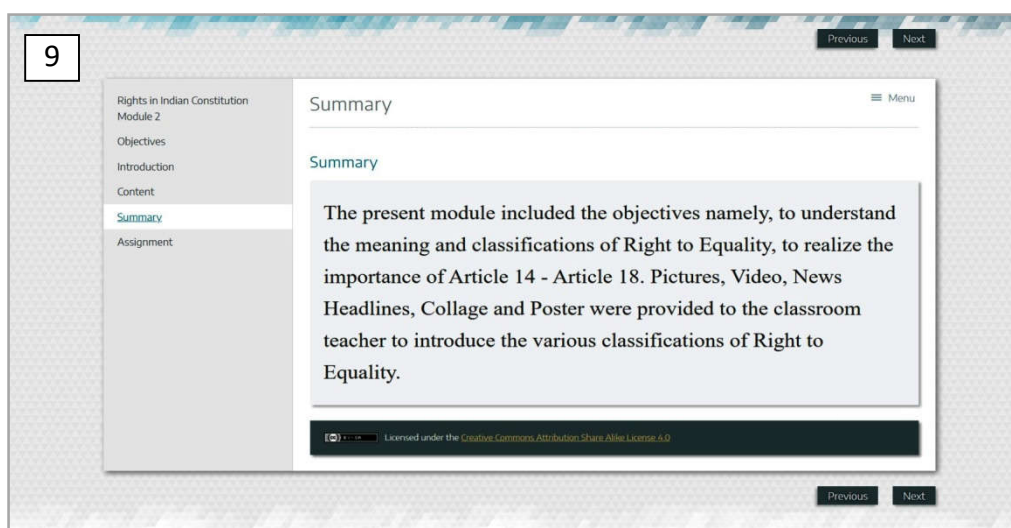 9
Previous Next
Rights in Indian Constitution
Module 2
Objectives
Introduction
Content
Summary
Assignment
Summary
Menu
Summary
The present module included the objectives namely, to understand
the meaning and classifications of Right to Equality, to realize the
importance of Article 14 - Article 18. Pictures, Video, News
Headlines, Collage and Poster were provided to the classroom
teacher to introduce the various classifications of Right to
Equality.
Licensed under the Creative Commons Attribution Share Alike License 4.0
Previous Next